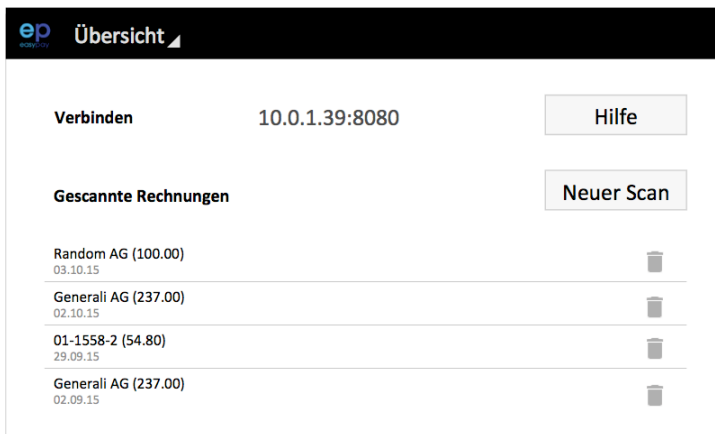 ep
easypay
Übersicht
Verbinden 10.0.1.39:8080 Hilfe
Gescannte Rechnungen Neuer Scan
Random AG (100.00)
03.10.15
Generali AG (237.00)
02.10.15
01-1558-2 (54.80)
29.09.15
Generali AG (237.00)
02.09.15